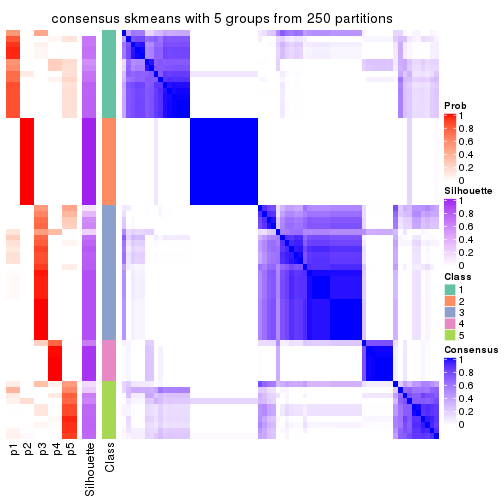 consensus skmeans with 5 groups from 250 partitions
Prob
1
0.8
0.6
0.4
0.2
0
Silhouette
1
0.8
0.6
0.4
0.2
0
Class
1
2
3
4
5
Consensus
1
0.8
0.6
0.4
0.2
0
p1
p2
p3
p4
p5
Silhouette
Class